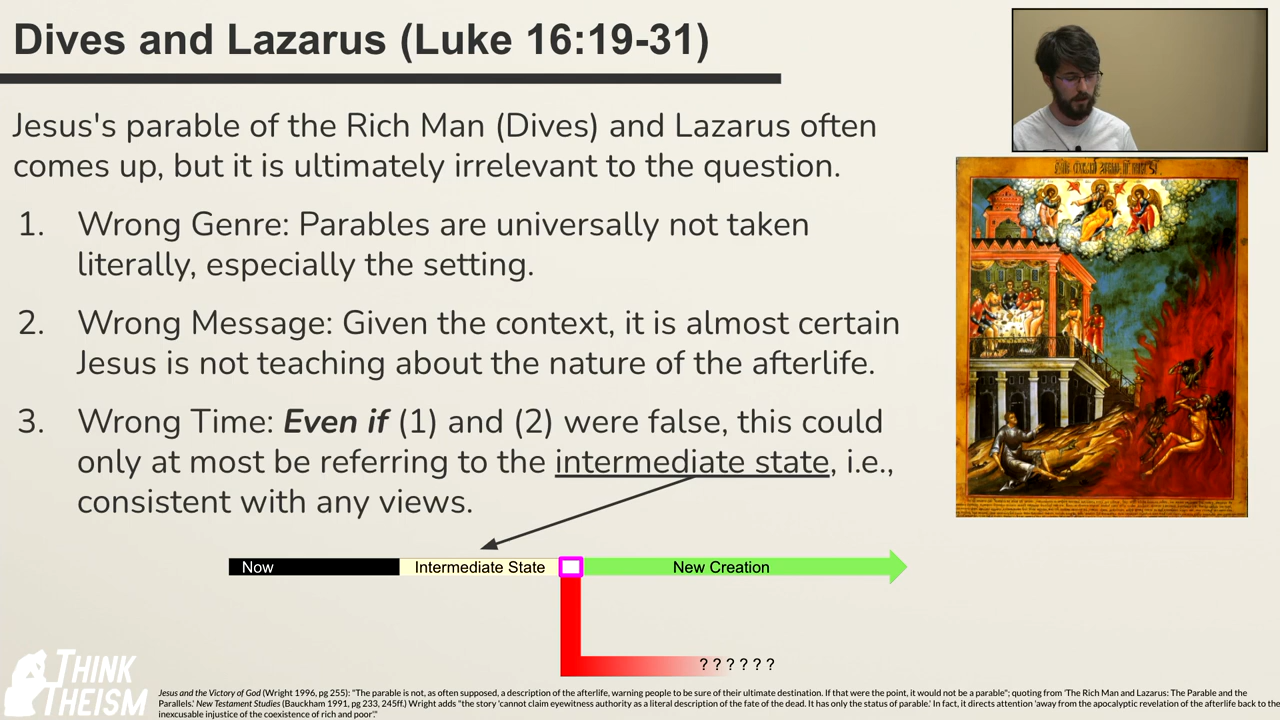 Dives and Lazarus (Luke 16:19-31)
Jesus's parable of the Rich Man (Dives) and Lazarus often
comes up, but it is ultimately irrelevant to the question.
1. Wrong Genre: Parables are universally not taken
literally, especially the setting.
2. Wrong Message: Given the context, it is almost certain
Jesus is not teaching about the nature of the afterlife.
3. Wrong Time: Even if (1) and (2) were false, this could
only at most be referring to the intermediate state, i.e.,
consistent with any views.
Now
Intermediate State
New Creation
? ? ? ? ? ?
THINK
THEISM
Jesus and the Victory of God (Wright 1996, pg 255): "The parable is not, as often supposed, a description of the afterlife, warning people to be sure of their ultimate destination. If that were the point, it would not be a parable"; quoting from 'The Rich Man and Lazarus: The Parable and the
Parallels.' New Testament Studies (Bauckham 1991, pg 233, 245ff.) Wright adds "the story 'cannot claim eyewitness authority as a literal description of the fate of the dead. It has only the status of parable.' In fact, it directs attention 'away from the apocalyptic revelation of the afterlife back to the
inexcusable injustice of the coexistence of rich and poor'."